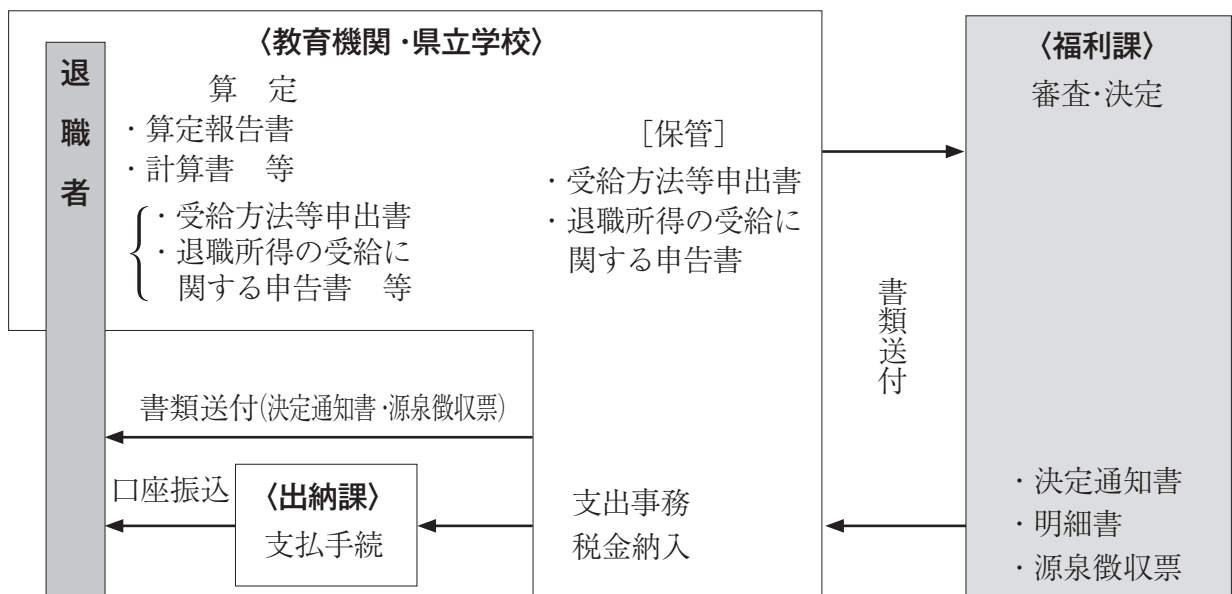 〈教育機関・県立学校〉
退職者
算　定
・算定報告書
・計算書　等
・受給方法等申出書
・退職所得の受給に
関する申告書　等
［保管］
・受給方法等申出書
・退職所得の受給に
関する申告書
書類送付
〈福利課〉
審査・決定
書類送付(決定通知書・源泉徴収票)
口座振込
〈出納課〉
支払手続
支出事務
税金納入
・決定通知書
・明細書
・源泉徴収票